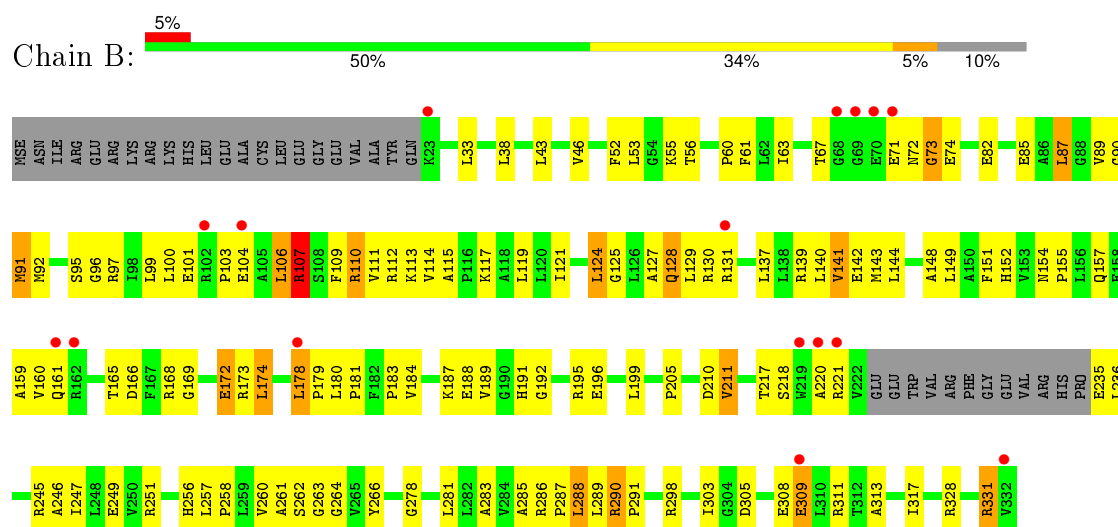 5%
Chain B:
50% 34% 5% 10%
MSE ASN ILE ARG GLU ARG LYS ARG LYS HIS LEU GLU ALA CYS LEU GLU GLY GLU VAL ALA TYR GLN K23 L33 L38 L43 V46 F52 L53 G54 K55 T56 P60 F61 L62 I63 T67 G68 G69 E70 E71 N72 G73 E74 E82 E85 A86 L87 G88 V89
M91 M92 S95 G96 R97 I98 L99 L100 E101 R102 P103 E104 A105 L106 R107 S108 F109 R110 V111 R112 K113 V114 A115 P116 K117 A118 L119 L120 I121 L124 G125 L126 A127 Q128 L129 R130 R131 L137 L138 R139 L140 V141 E142 M143 L144 A148 L149 A150 F151 H152 V153 N154 P155 L156 Q157
A159 V160 Q161 R162 T165 D166 F167 R168 G169 E172 R173 L174 L178 P179 L180 P181 F182 P183 V184 K187 E188 V189 G190 H191 G192 R195 E196 L199 P205 D210 V211 T217 S218 W219 A220 R221 V222 GLU GLU TRP VAL ARG PHE GLY GLU VAL ARG HIS PRO E235
R245 A246 I247 L248 E249 V250 R251 H256 L257 P258 L259 V260 A261 S262 G263 G264 V265 Y266 G278 L281 L282 A283 V284 A285 R286 P287 L288 L289 R290 P291 R298 I303 G304 D305 E308 E309 L310 R311 T312 A313 I317 R328 R331 V332